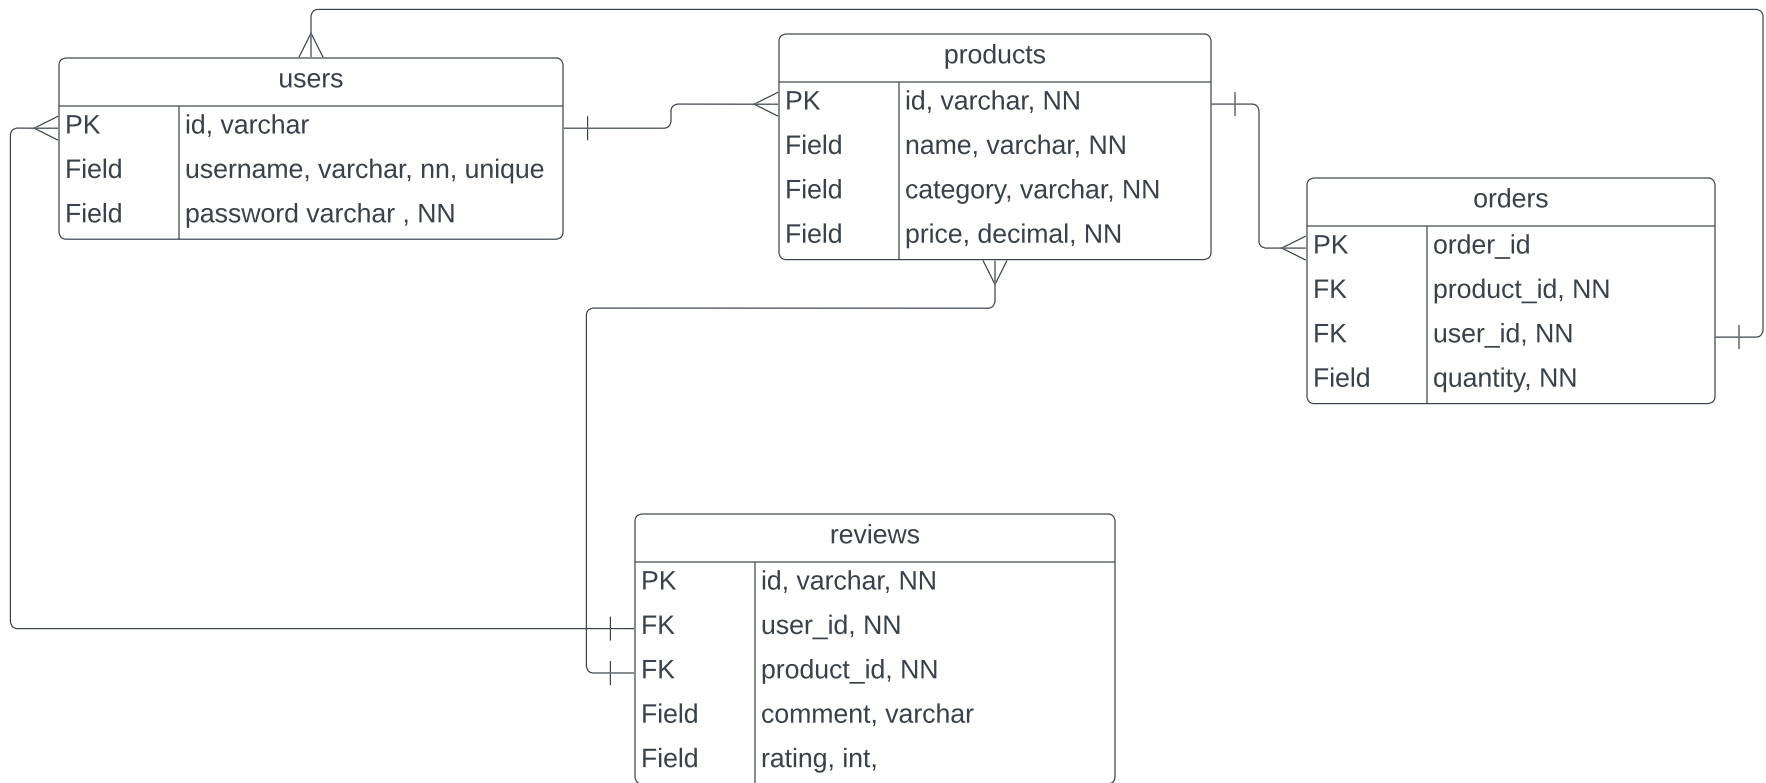 users
PK id, varchar
Field username, varchar, nn, unique
Field password varchar , NN
products
PK id, varchar, NN
Field name, varchar, NN
Field category, varchar, NN
Field price, decimal, NN
orders
PK order_id
FK product_id, NN
FK user_id, NN
Field quantity, NN
reviews
PK id, varchar, NN
FK user_id, NN
FK product_id, NN
Field comment, varchar
Field rating, int,